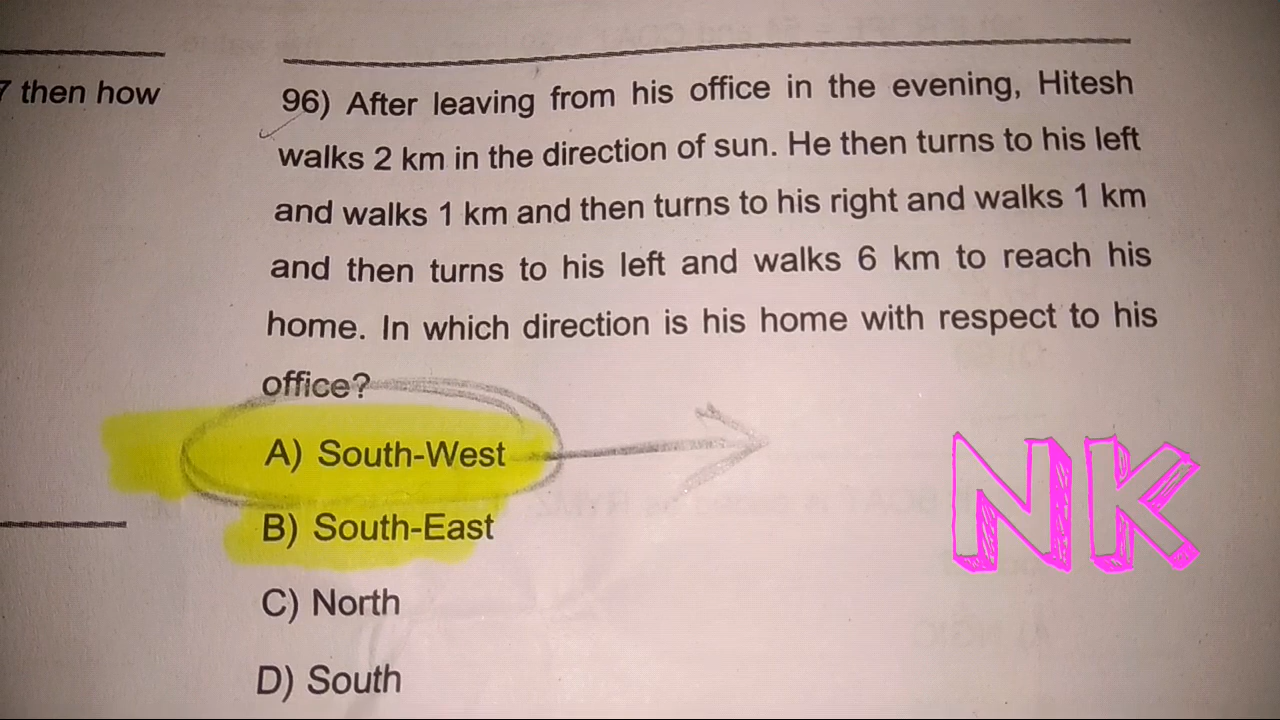 7 then how
96) After leaving from his office in the evening, Hitesh
walks 2 km in the direction of sun. He then turns to his left
and walks 1 km and then turns to his right and walks 1 km
and then turns to his left and walks 6 km to reach his
home. In which direction is his home with respect to his
office?
A) South-West
B) South-East
C) North
D) South
NK